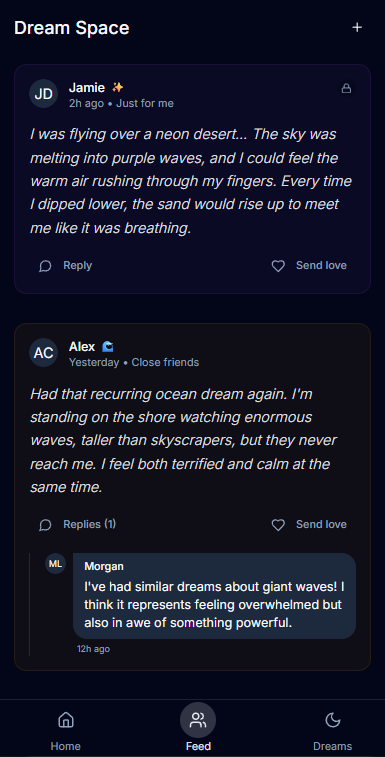 Dream Space
+
JD
Jamie ✨
2h ago • Just for me
I was flying over a neon desert... The sky was
melting into purple waves, and I could feel the
warm air rushing through my fingers. Every time
I dipped lower, the sand would rise up to meet
me like it was breathing.
Reply
Send love
AC
Alex 🌊
Yesterday • Close friends
Had that recurring ocean dream again. I'm
standing on the shore watching enormous
waves, taller than skyscrapers, but they never
reach me. I feel both terrified and calm at the
same time.
Replies (1)
Send love
ML
Morgan
I've had similar dreams about giant waves! I
think it represents feeling overwhelmed but
also in awe of something powerful.
12h ago
Home
Feed
Dreams